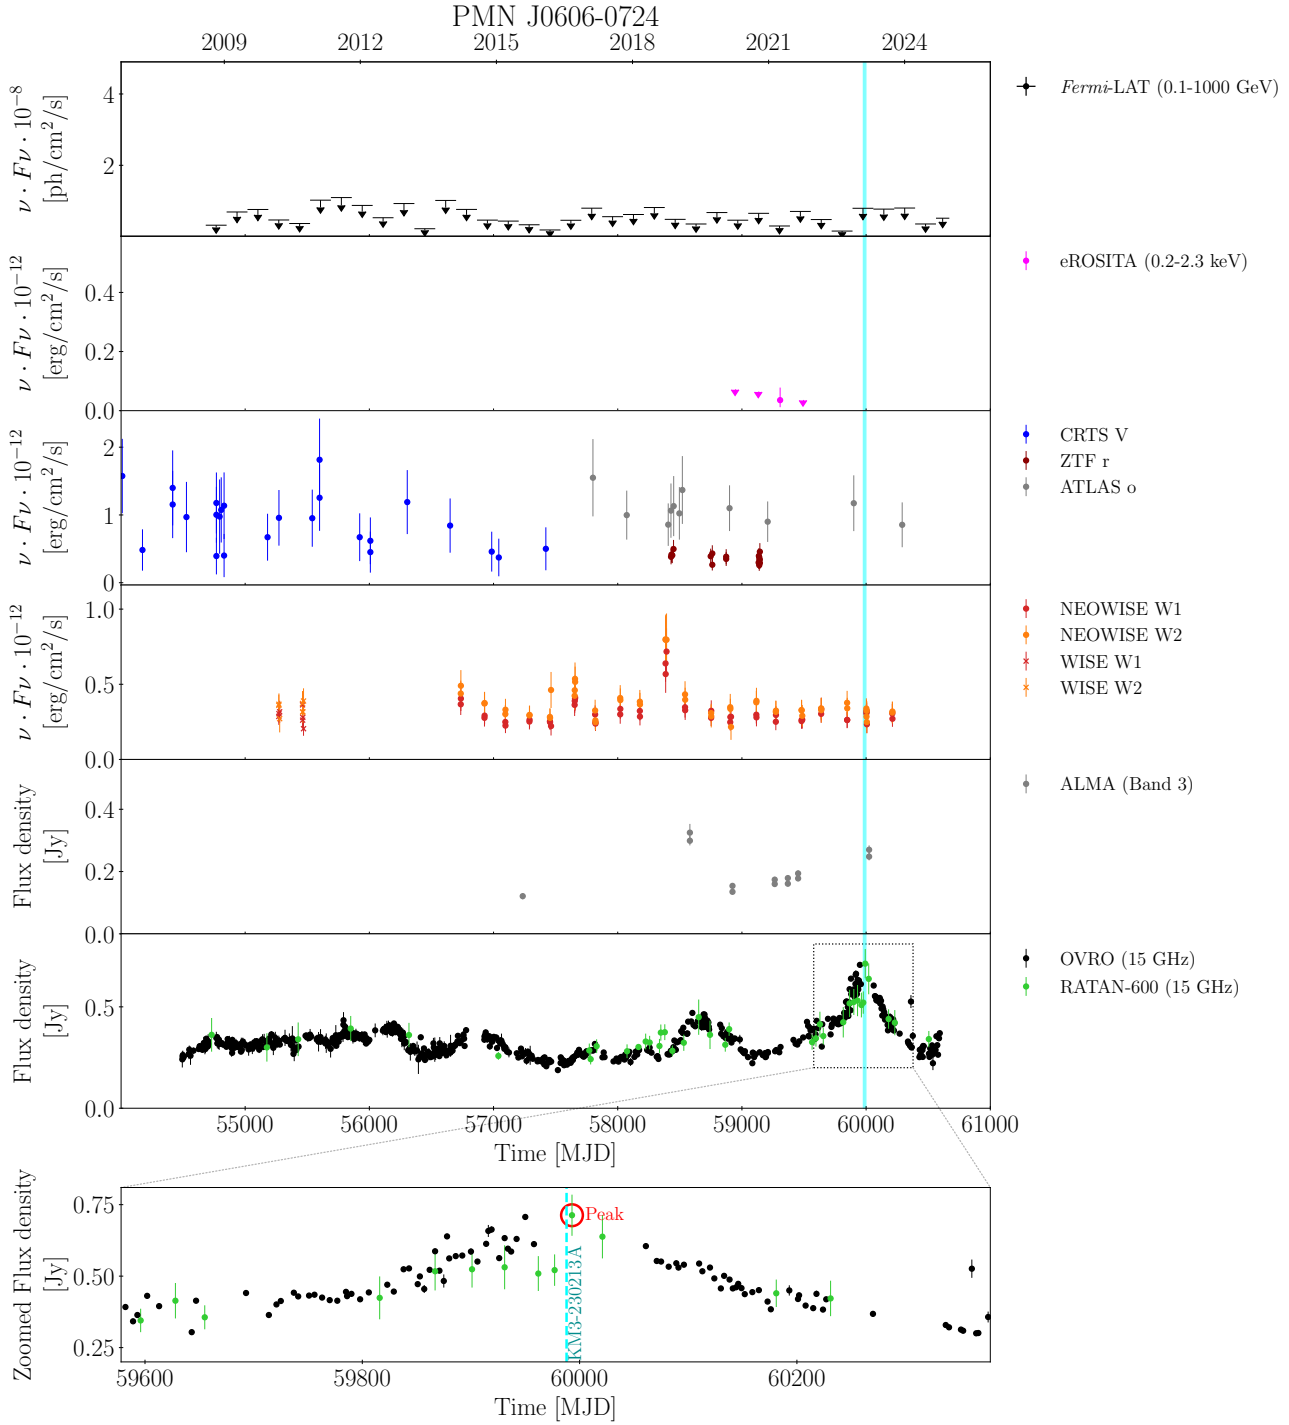 PMN J0606-0724
2009 2012 2015 2018 2021 2024
4
2
ν · Fν · 10⁻⁸
[ph/cm²/s]
Fermi-LAT (0.1-1000 GeV)
0.4
0.2
0.0
ν · Fν · 10⁻¹²
[erg/cm²/s]
eROSITA (0.2-2.3 keV)
2
1
0
ν · Fν · 10⁻¹²
[erg/cm²/s]
CRTS V
ZTF r
ATLAS o
1.0
0.5
0.0
ν · Fν · 10⁻¹²
[erg/cm²/s]
NEOWISE W1
NEOWISE W2
WISE W1
WISE W2
0.4
0.2
0.0
Flux density
[Jy]
ALMA (Band 3)
0.5
0.0
Flux density
[Jy]
OVRO (15 GHz)
RATAN-600 (15 GHz)
55000 56000 57000 58000 59000 60000 61000
Time [MJD]
0.75
0.50
0.25
Zoomed Flux density
[Jy]
Peak
KM3-230213A
59600 59800 60000 60200
Time [MJD]